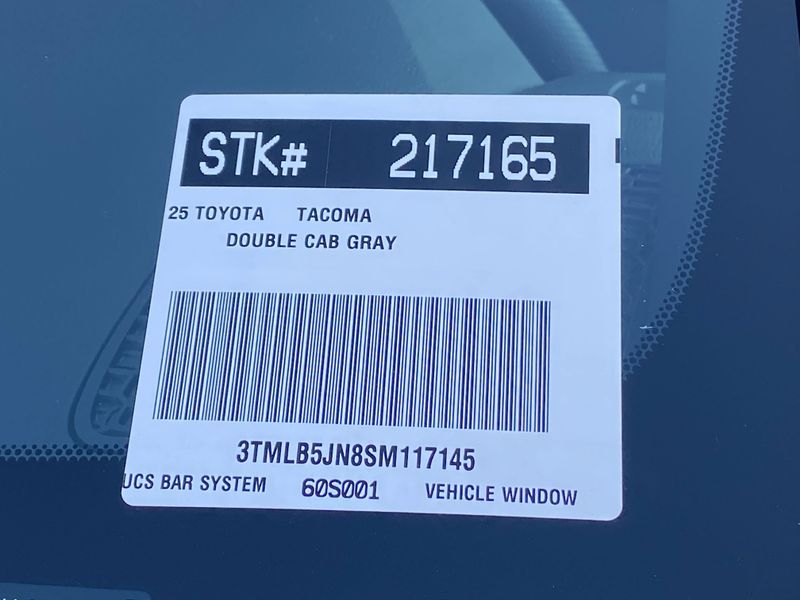 STK# 217165
25 TOYOTA TACOMA
DOUBLE CAB GRAY
3TMLB5JN8SM117145
UCS BAR SYSTEM 60S001 VEHICLE WINDOW